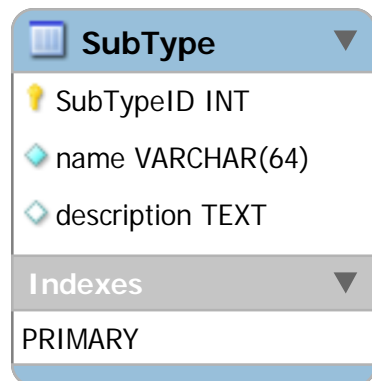 SubType
SubTypeID INT
name VARCHAR(64)
description TEXT
Indexes
PRIMARY